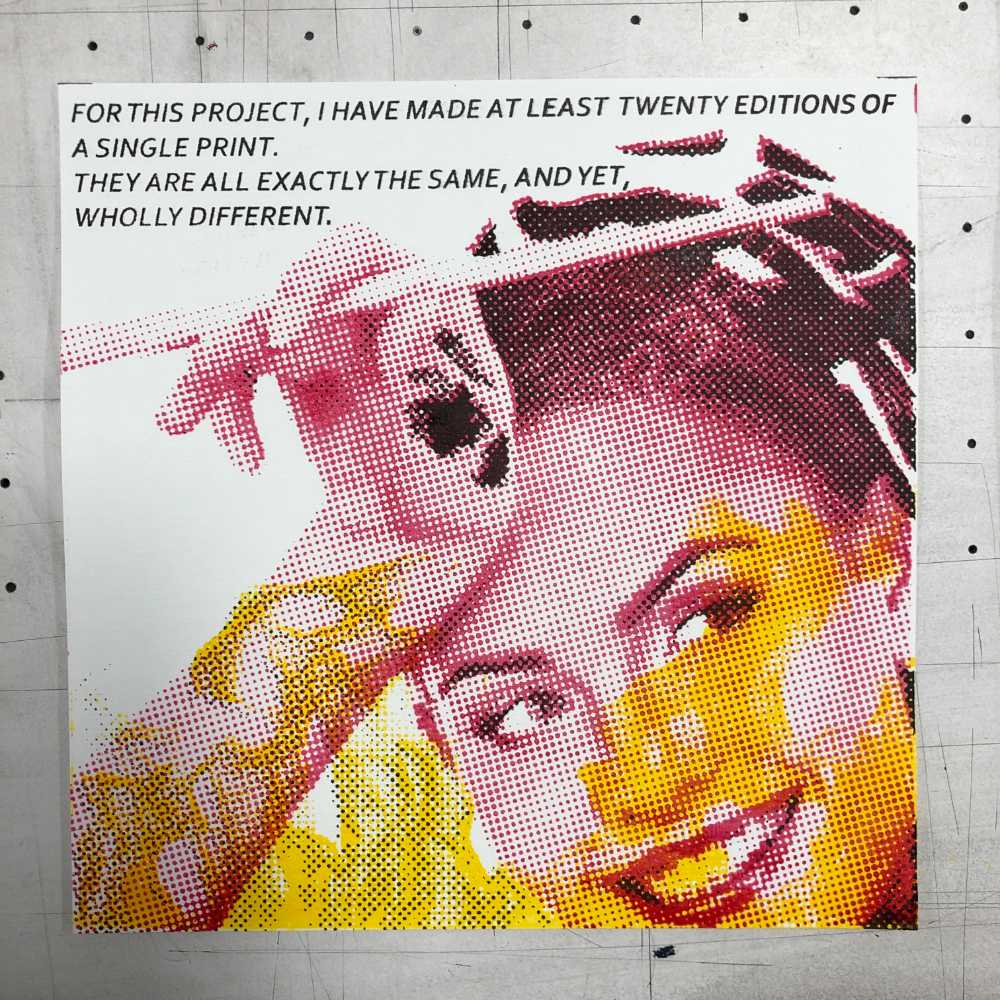 FOR THIS PROJECT, I HAVE MADE AT LEAST TWENTY EDITIONS OF
A SINGLE PRINT.
THEY ARE ALL EXACTLY THE SAME, AND YET,
WHOLLY DIFFERENT.